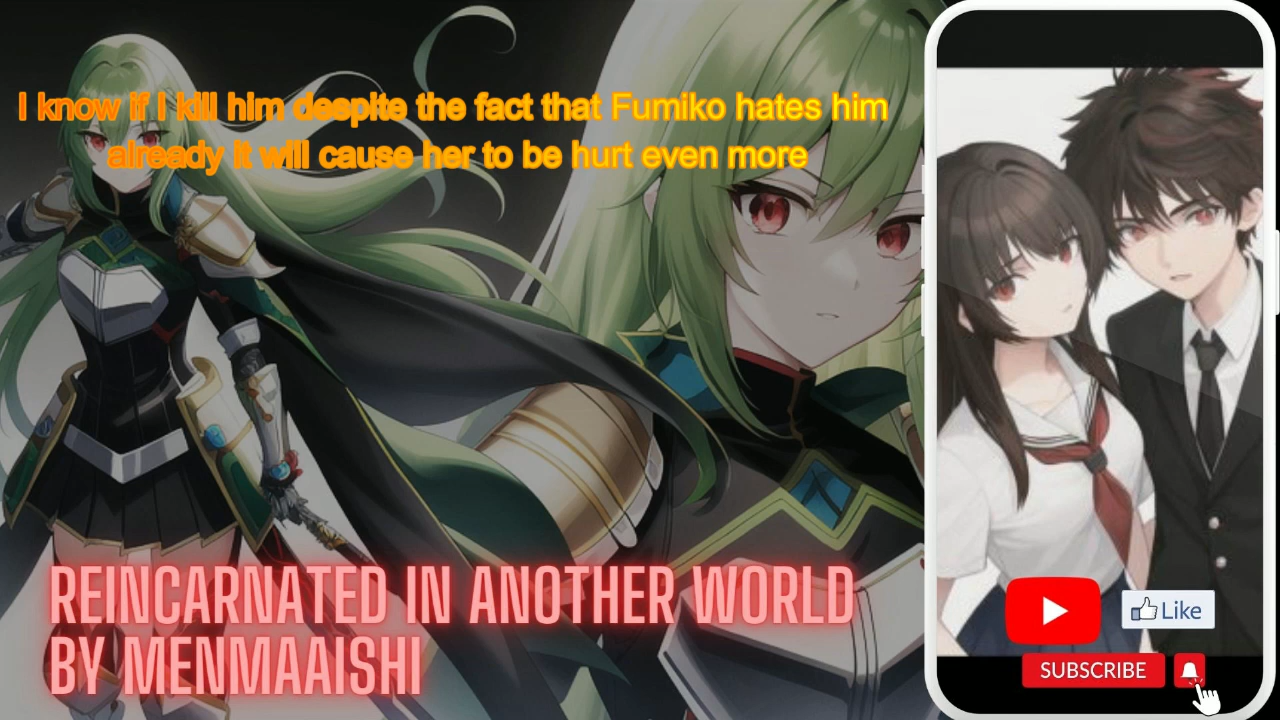 I know if I kill him despite the fact that Fumiko hates him
already it will cause her to be hurt even more
REINCARNATED IN ANOTHER WORLD
BY MENMAAISHI
Like
SUBSCRIBE